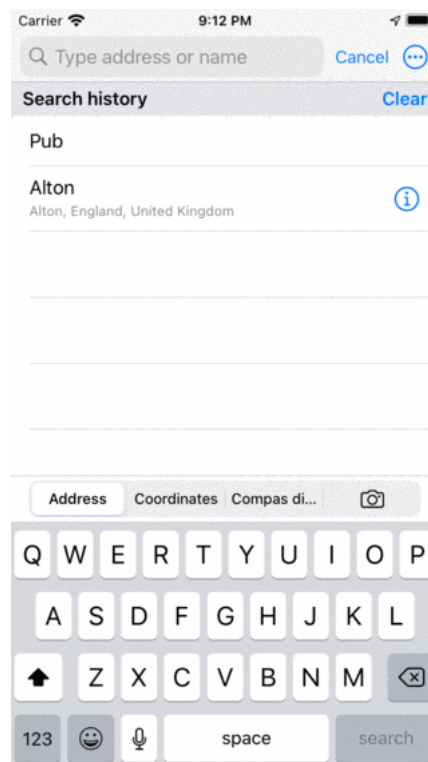 Carrier 9:12 PM
Type address or name Cancel
Search history Clear
Pub
Alton
Alton, England, United Kingdom
Address Coordinates Compas di...
Q W E R T Y U I O P
A S D F G H J K L
Z X C V B N M
123 space search